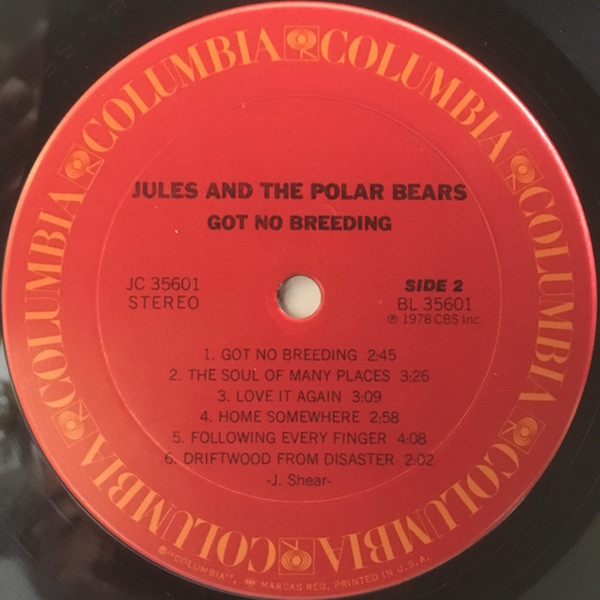 COLUMBIA COLUMBIA COLUMBIA COLUMBIA COLUMBIA COLUMBIA COLUMBIA
JULES AND THE POLAR BEARS
GOT NO BREEDING
JC 35601
STEREO
SIDE 2
BL 35601
℗ 1978 CBS Inc.
1. GOT NO BREEDING 2:45
2. THE SOUL OF MANY PLACES 3:26
3. LOVE IT AGAIN 3:09
4. HOME SOMEWHERE 2:58
5. FOLLOWING EVERY FINGER 4:08
6. DRIFTWOOD FROM DISASTER 2:02
-J. Shear-
"COLUMBIA", MARCAS REG. PRINTED IN U.S.A.